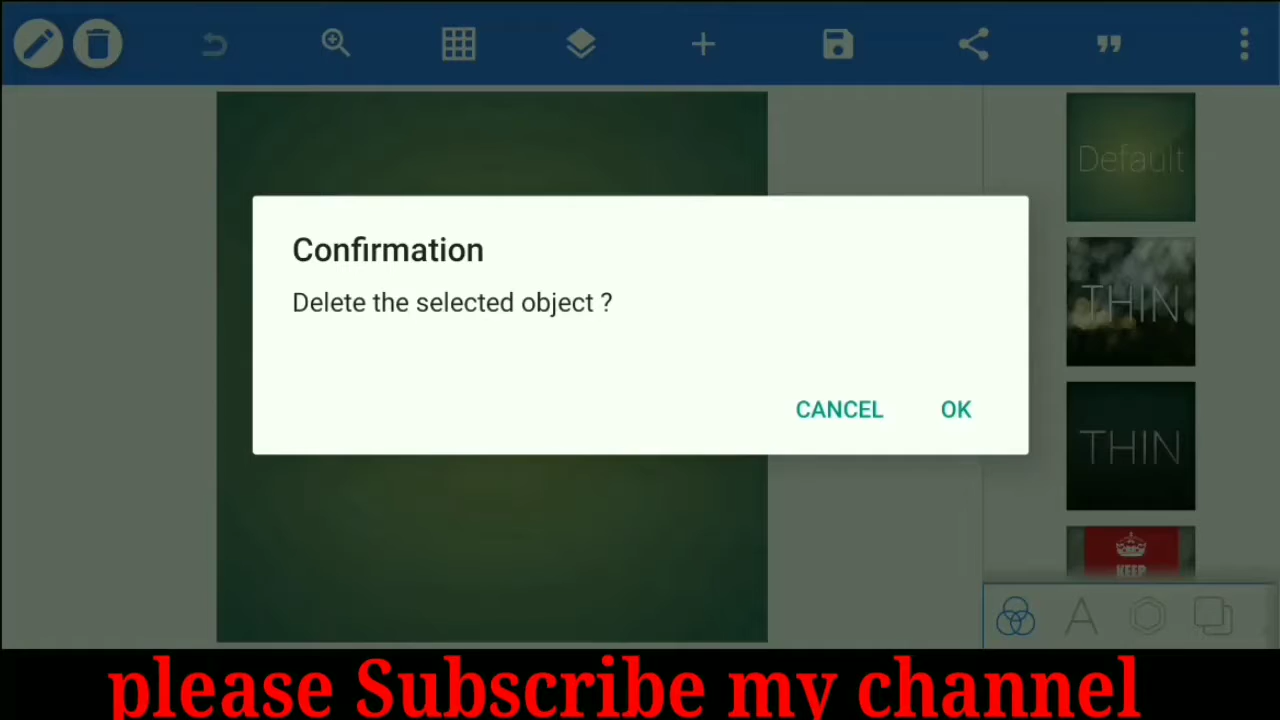 Default
Confirmation
Delete the selected object ?
THIN
CANCEL OK
THIN
KEEP
please Subscribe my channel